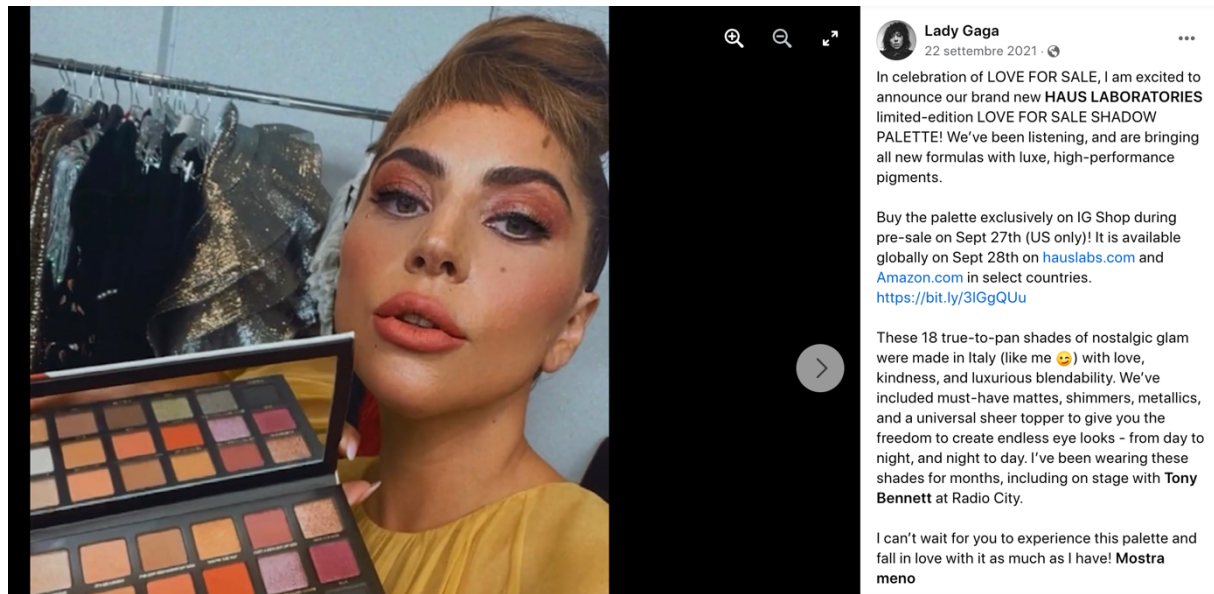 Lady Gaga
22 settembre 2021 ·
In celebration of LOVE FOR SALE, I am excited to
announce our brand new HAUS LABORATORIES
limited-edition LOVE FOR SALE SHADOW
PALETTE! We've been listening, and are bringing
all new formulas with luxe, high-performance
pigments.
Buy the palette exclusively on IG Shop during
pre-sale on Sept 27th (US only)! It is available
globally on Sept 28th on hauslabs.com and
Amazon.com in select countries.
https://bit.ly/3lGgQUu
These 18 true-to-pan shades of nostalgic glam
were made in Italy (like me 😜) with love,
kindness, and luxurious blendability. We've
included must-have mattes, shimmers, metallics,
and a universal sheer topper to give you the
freedom to create endless eye looks - from day to
night, and night to day. I've been wearing these
shades for months, including on stage with Tony
Bennett at Radio City.
I can't wait for you to experience this palette and
fall in love with it as much as I have! Mostra
meno